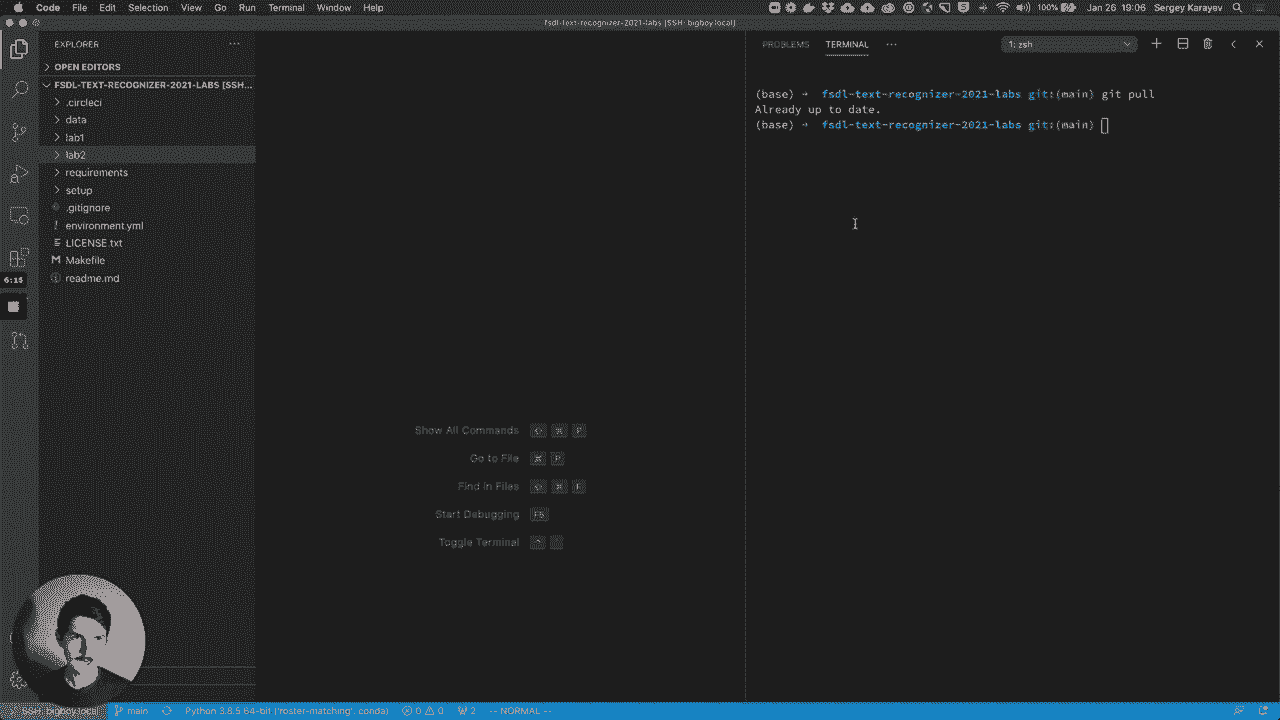 Code File Edit Selection View Go Run Terminal Window Help 100% Jan 26 19:06 Sergey Karayev
fsdl-text-recognizer-2021-labs [SSH: bigboy.local]
EXPLORER ···
OPEN EDITORS
FSDL-TEXT-RECOGNIZER-2021-LABS [SSH...
.circleci
data
lab1
lab2
requirements
setup
.gitignore
! environment.yml
LICENSE.txt
M Makefile
readme.md
6:15
PROBLEMS TERMINAL ··· 1: zsh
(base) → fsdl-text-recognizer-2021-labs git:(main) git pull
Already up to date.
(base) → fsdl-text-recognizer-2021-labs git:(main)
Show All Commands ⇧ ⌘ P
Go to File ⌘ P
Find in Files ⇧ ⌘ F
Start Debugging F5
Toggle Terminal ⌃ `
main Python 3.8.5 64-bit ('roster-matching': conda) 0 0 2 -- NORMAL --